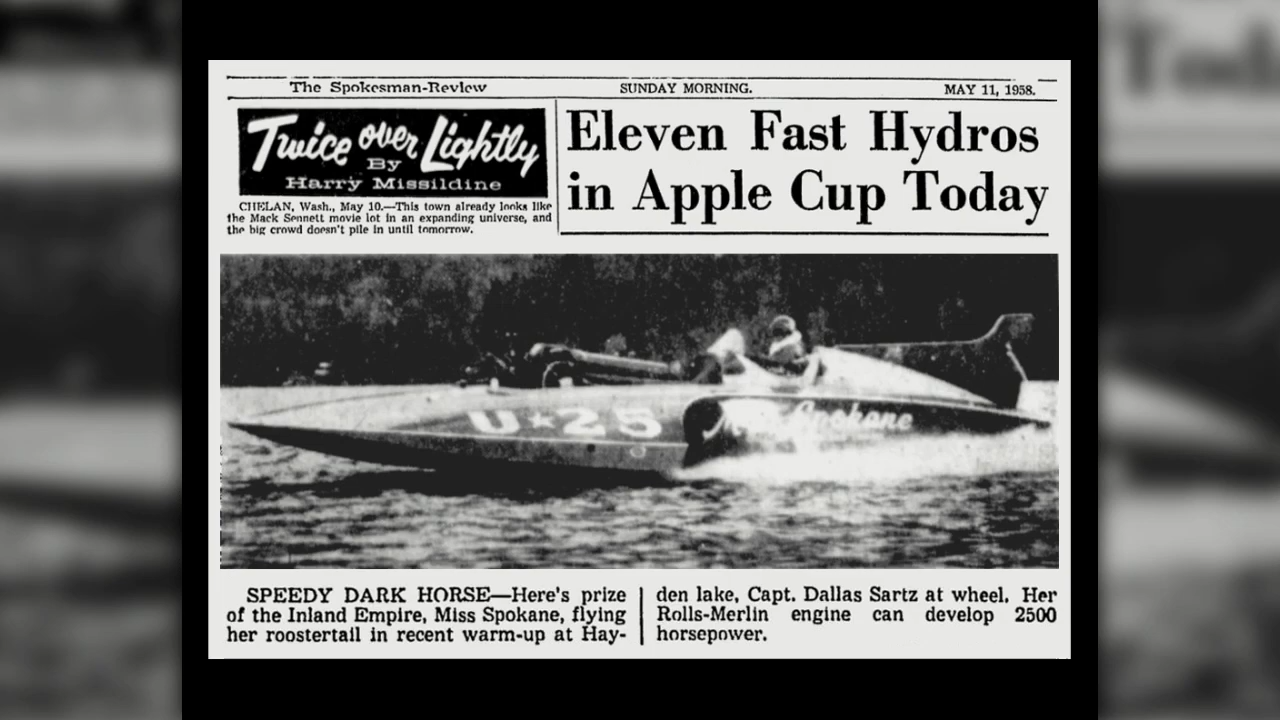 The Spokesman-Review SUNDAY MORNING. MAY 11, 1958.
Twice over Lightly
By
Harry Missildine
CHELAN, Wash., May 10.—This town already looks like
the Mack Sennett movie lot in an expanding universe, and
the big crowd doesn't pile in until tomorrow.
Eleven Fast Hydros
in Apple Cup Today
U★25
Spokane
SPEEDY DARK HORSE—Here's prize
of the Inland Empire, Miss Spokane, flying
her roostertail in recent warm-up at Hay-
den lake, Capt. Dallas Sartz at wheel. Her
Rolls-Merlin engine can develop 2500
horsepower.